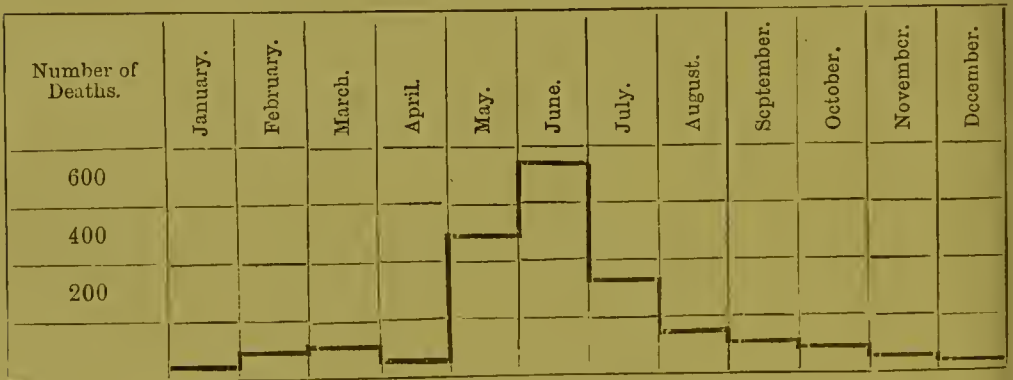 Number of
Deaths.
January.
February.
March.
April.
May.
June.
July.
August.
September.
October.
November.
December.
600
400
200